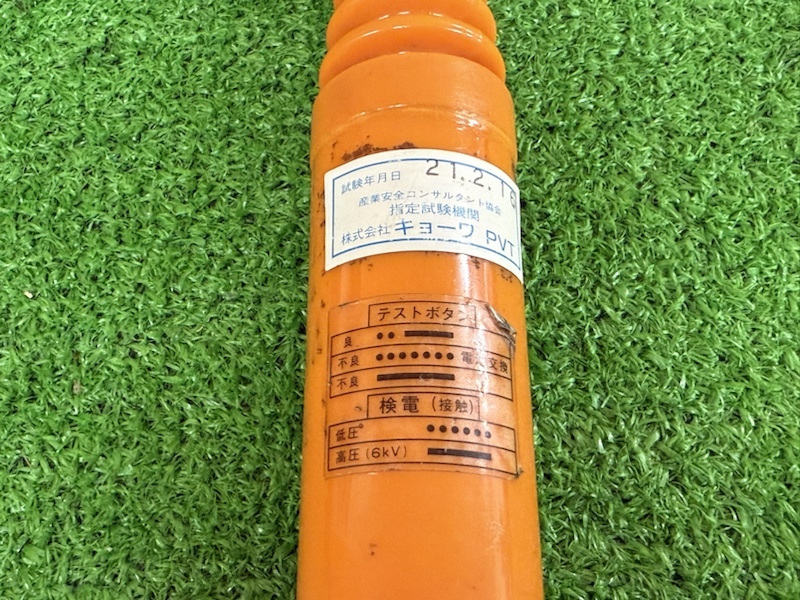 試験年月日 21.2.1
産業安全コンサルタント協会
指定試験機関
株式会社 キョーワ PVT
テストボタン
良 ●● ▬
不良 ●●●●●●● 電池交換
不良 ▬
検電 (接触)
低圧 ●●●●●●
高圧 (6kV) ▬